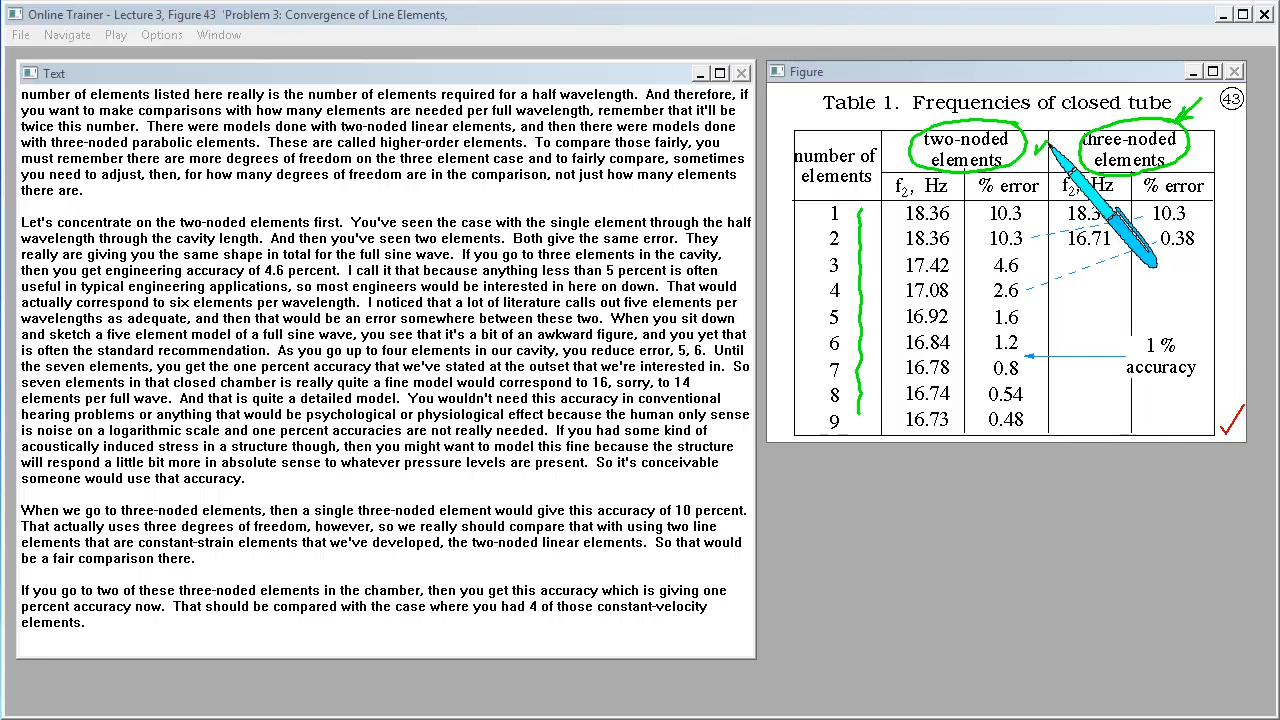 Online Trainer - Lecture 3, Figure 43  'Problem 3: Convergence of Line Elements,
File Navigate Play Options Window
Text
number of elements listed here really is the number of elements required for a half wavelength.  And therefore, if
you want to make comparisons with how many elements are needed per full wavelength, remember that it'll be
twice this number.  There were models done with two-noded linear elements, and then there were models done
with three-noded parabolic elements.  These are called higher-order elements.  To compare those fairly, you
must remember there are more degrees of freedom on the three element case and to fairly compare, sometimes
you need to adjust, then, for how many degrees of freedom are in the comparison, not just how many elements
there are.
Let's concentrate on the two-noded elements first.  You've seen the case with the single element through the half
wavelength through the cavity length.  And then you've seen two elements.  Both give the same error.  They
really are giving you the same shape in total for the full sine wave.  If you go to three elements in the cavity,
then you get engineering accuracy of 4.6 percent.  I call it that because anything less than 5 percent is often
useful in typical engineering applications, so most engineers would be interested in here on down.  That would
actually correspond to six elements per wavelength.  I noticed that a lot of literature calls out five elements per
wavelengths as adequate, and then that would be an error somewhere between these two.  When you sit down
and sketch a five element model of a full sine wave, you see that it's a bit of an awkward figure, and you yet that
is often the standard recommendation.  As you go up to four elements in our cavity, you reduce error, 5, 6.  Until
the seven elements, you get the one percent accuracy that we've stated at the outset that we're interested in.  So
seven elements in that closed chamber is really quite a fine model would correspond to 16, sorry, to 14
elements per full wave.  And that is quite a detailed model.  You wouldn't need this accuracy in conventional
hearing problems or anything that would be psychological or physiological effect because the human only sense
is noise on a logarithmic scale and one percent accuracies are not really needed.  If you had some kind of
acoustically induced stress in a structure though, then you might want to model this fine because the structure
will respond a little bit more in absolute sense to whatever pressure levels are present.  So it's conceivable
someone would use that accuracy.
When we go to three-noded elements, then a single three-noded element would give this accuracy of 10 percent.
That actually uses three degrees of freedom, however, so we really should compare that with using two line
elements that are constant-strain elements that we've developed, the two-noded linear elements.  So that would
be a fair comparison there.
If you go to two of these three-noded elements in the chamber, then you get this accuracy which is giving one
percent accuracy now.  That should be compared with the case where you had 4 of those constant-velocity
elements.
Figure
Table 1.  Frequencies of closed tube 43
number of elements two-noded elements three-noded elements
f2, Hz % error f2, Hz % error
1 18.36 10.3 10.3
2 18.36 10.3 16.71 0.38
3 17.42 4.6
4 17.08 2.6
5 16.92 1.6
6 16.84 1.2
7 16.78 0.8
8 16.74 0.54
9 16.73 0.48
1 %
accuracy